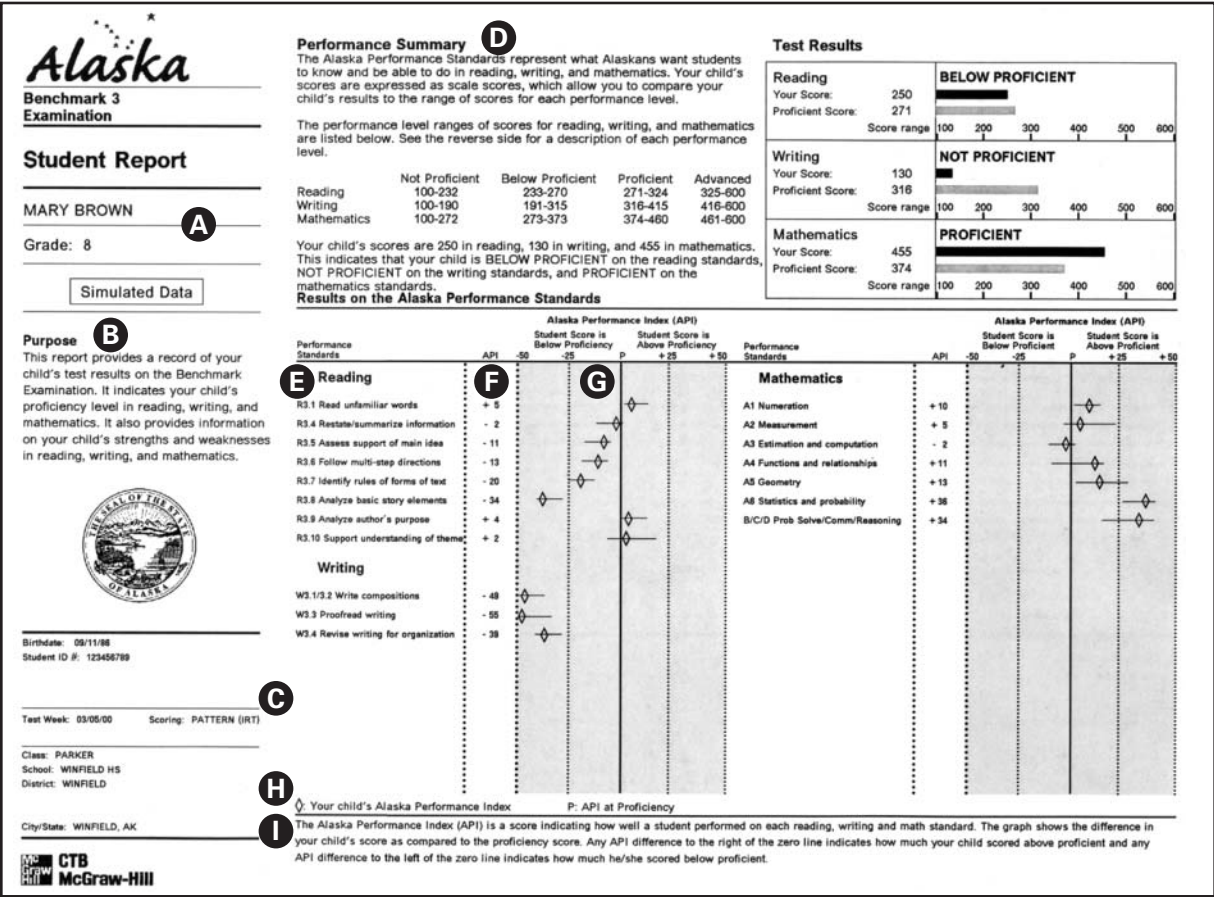 Alaska
Benchmark 3
Examination
Student Report
MARY BROWN
A
Grade: 8
Simulated Data
B
Purpose
This report provides a record of your
child's test results on the Benchmark
Examination. It indicates your child's
proficiency level in reading, writing, and
mathematics. It also provides information
on your child's strengths and weaknesses
in reading, writing, and mathematics.
THE SEAL OF THE STATE
OF ALASKA
Birthdate: 09/11/86
Student ID #: 123456789
C
Test Week: 03/05/00 Scoring: PATTERN (IRT)
Class: PARKER
School: WINFIELD HS
District: WINFIELD
City/State: WINFIELD, AK
Mc
Graw
Hill
CTB
McGraw-Hill
Performance Summary D
The Alaska Performance Standards represent what Alaskans want students
to know and be able to do in reading, writing, and mathematics. Your child's
scores are expressed as scale scores, which allow you to compare your
child's results to the range of scores for each performance level.
The performance level ranges of scores for reading, writing, and mathematics
are listed below. See the reverse side for a description of each performance
level.
Not Proficient Below Proficient Proficient Advanced
Reading 100-232 233-270 271-324 325-600
Writing 100-190 191-315 316-415 416-600
Mathematics 100-272 273-373 374-460 461-600
Your child's scores are 250 in reading, 130 in writing, and 455 in mathematics.
This indicates that your child is BELOW PROFICIENT on the reading standards,
NOT PROFICIENT on the writing standards, and PROFICIENT on the
mathematics standards.
Test Results
Reading BELOW PROFICIENT
Your Score: 250
Proficient Score: 271
Score range 100 200 300 400 500 600
Writing NOT PROFICIENT
Your Score: 130
Proficient Score: 316
Score range 100 200 300 400 500 600
Mathematics PROFICIENT
Your Score: 455
Proficient Score: 374
Score range 100 200 300 400 500 600
Results on the Alaska Performance Standards
Alaska Performance Index (API)
Student Score is Student Score is
Below Proficiency Above Proficiency
Performance
Standards API -50 -25 P +25 +50
E Reading F G
R3.1 Read unfamiliar words + 5
R3.4 Restate/summarize information - 2
R3.5 Assess support of main idea - 11
R3.6 Follow multi-step directions - 13
R3.7 Identify rules of forms of text - 20
R3.8 Analyze basic story elements - 34
R3.9 Analyze author's purpose + 4
R3.10 Support understanding of theme + 2
Writing
W3.1/3.2 Write compositions - 49
W3.3 Proofread writing - 55
W3.4 Revise writing for organization - 38
Alaska Performance Index (API)
Student Score is Student Score is
Below Proficient Above Proficient
Performance
Standards API -50 -25 P +25 +50
Mathematics
A1 Numeration +10
A2 Measurement + 5
A3 Estimation and computation - 2
A4 Functions and relationships +11
A5 Geometry +13
A6 Statistics and probability +36
B/C/D Prob Solve/Comm/Reasoning +34
H
◊: Your child's Alaska Performance Index P: API at Proficiency
I
The Alaska Performance Index (API) is a score indicating how well a student performed on each reading, writing and math standard. The graph shows the difference in
your child's score as compared to the proficiency score. Any API difference to the right of the zero line indicates how much your child scored above proficient and any
API difference to the left of the zero line indicates how much he/she scored below proficient.